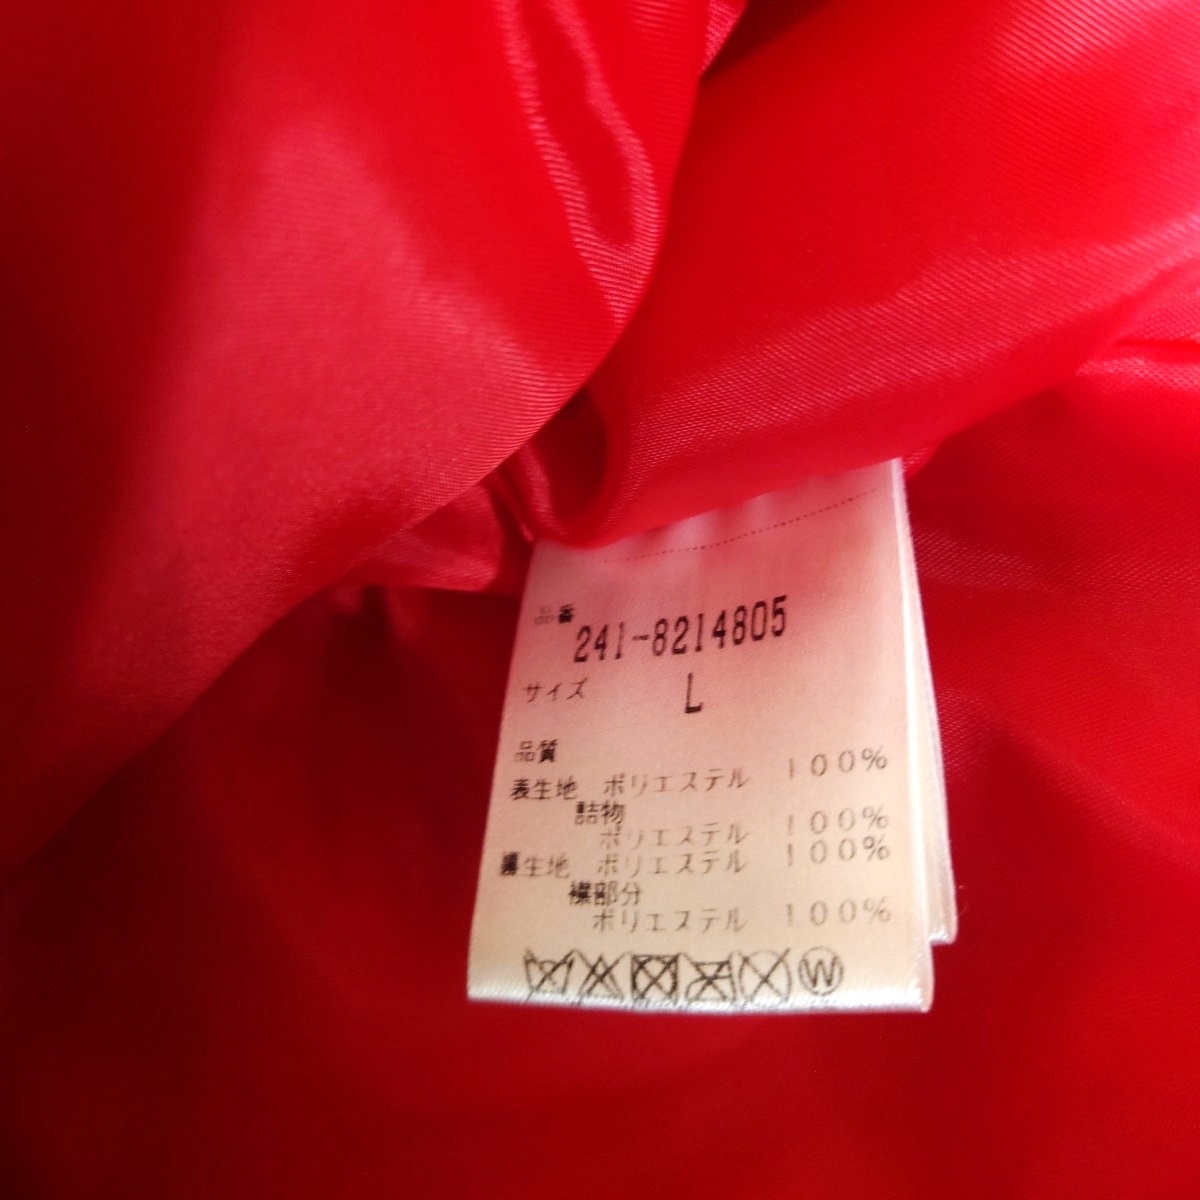 品番 241-8214805
サイズ L
品質
表生地 ポリエステル 100%
詰物
ポリエステル 100%
裏生地 ポリエステル 100%
襟部分
ポリエステル 100%
W